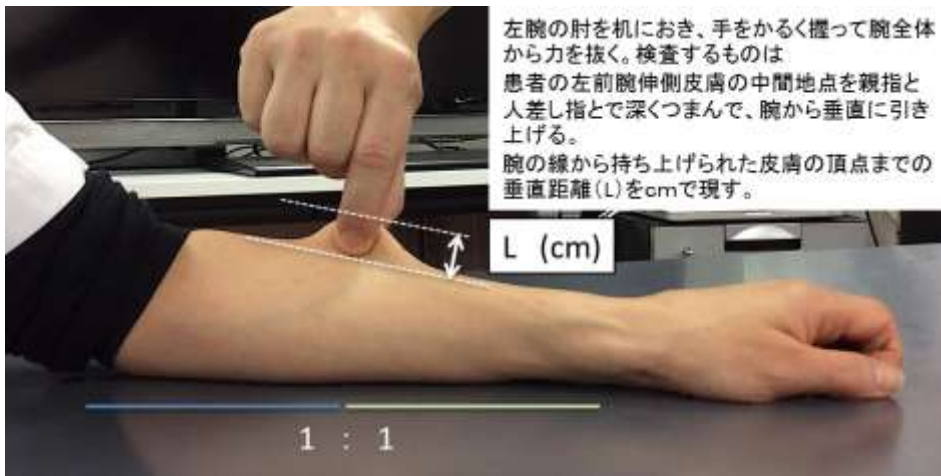 左腕の肘を机におき、手をかるく握って腕全体
から力を抜く。検査するものは
患者の左前腕伸側皮膚の中間地点を親指と
人差し指とで深くつまんで、腕から垂直に引き
上げる。
腕の線から持ち上げられた皮膚の頂点までの
垂直距離(L)をcmで現す。
L (cm)
1 : 1